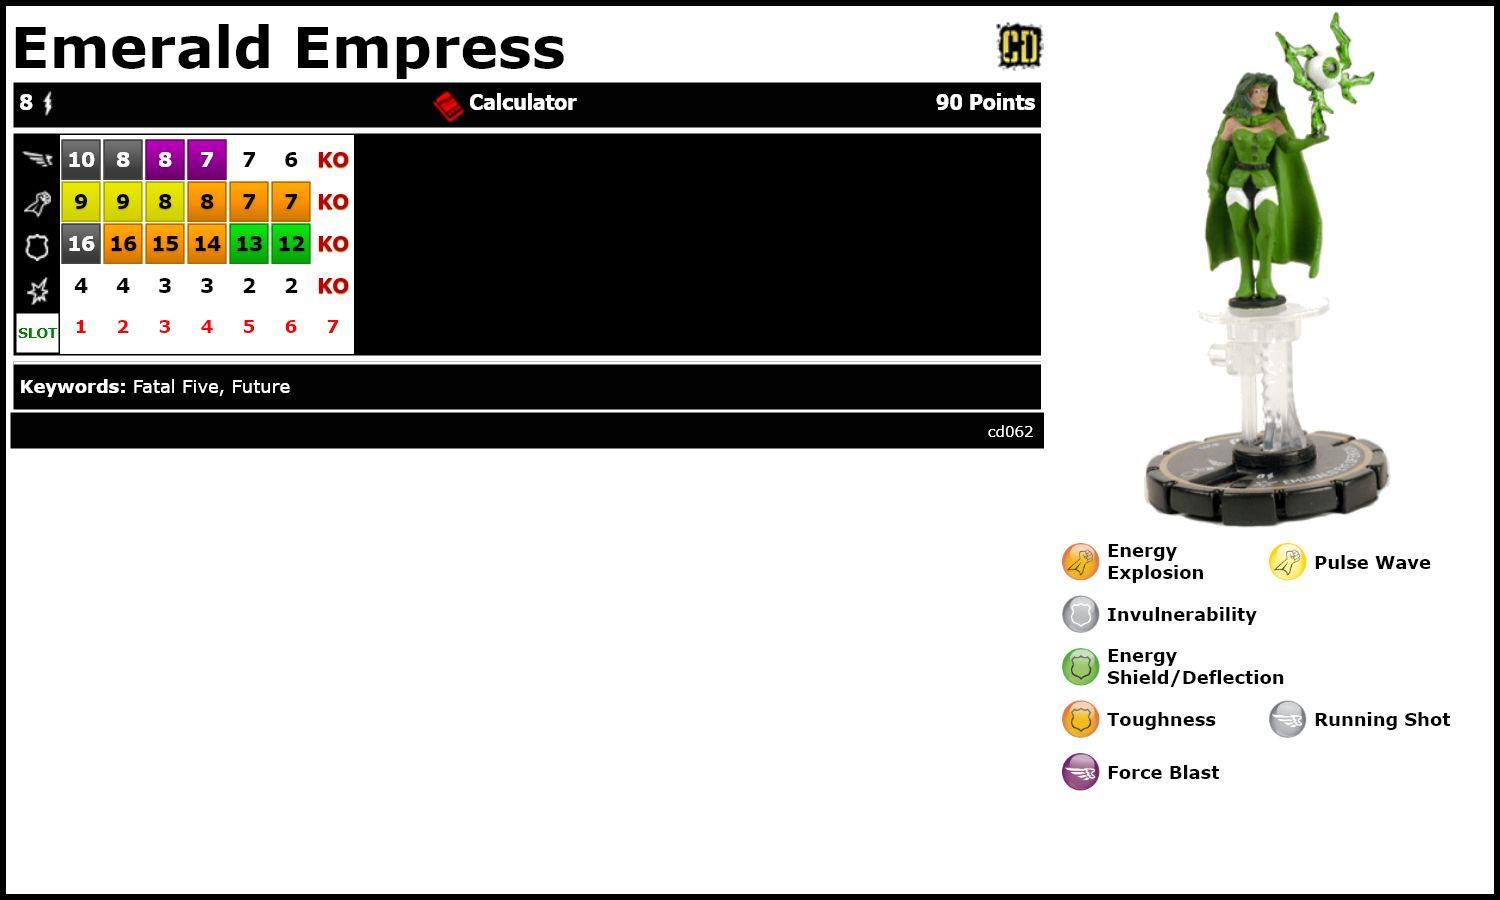 Emerald Empress
CD
8 Calculator 90 Points
10 8 8 7 7 6 KO
9 9 8 8 7 7 KO
16 16 15 14 13 12 KO
4 4 3 3 2 2 KO
SLOT 1 2 3 4 5 6 7
Keywords: Fatal Five, Future
cd062
Energy
Explosion
Pulse Wave
Invulnerability
Energy
Shield/Deflection
Toughness
Running Shot
Force Blast